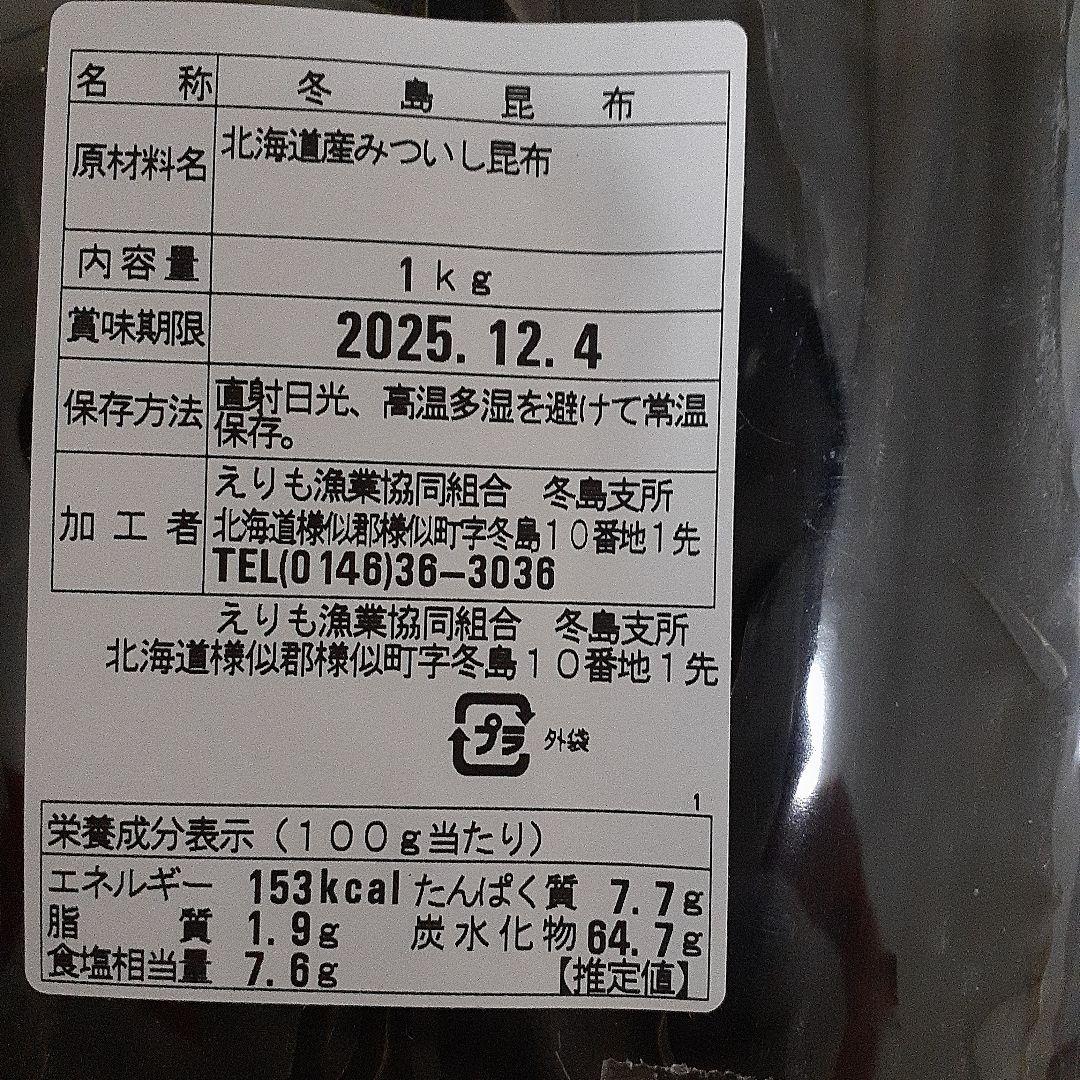 名称 冬島昆布
原材料名 北海道産みついし昆布
内容量 1kg
賞味期限 2025.12.4
保存方法 直射日光、高温多湿を避けて常温
保存。
加工者 えりも漁業協同組合 冬島支所
北海道様似郡様似町字冬島10番地1先
TEL(0146)36-3036
えりも漁業協同組合 冬島支所
北海道様似郡様似町字冬島10番地1先
プラ 外袋
1
栄養成分表示(100g当たり)
エネルギー 153kcal たんぱく質 7.7g
脂質 1.9g 炭水化物 64.7g
食塩相当量 7.6g 【推定値】